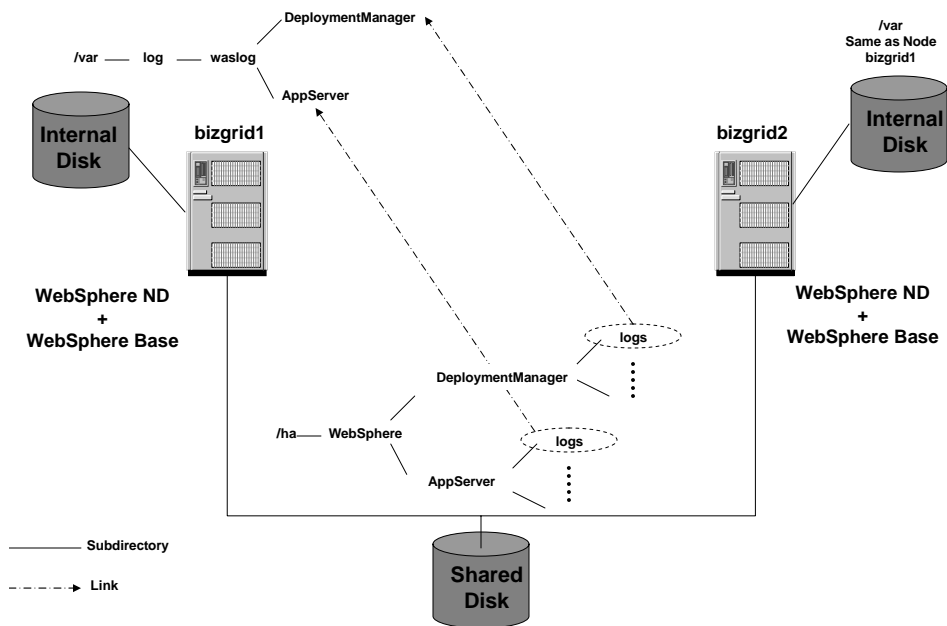 DeploymentManager
/var
log
waslog
AppServer
Internal
Disk
bizgrid1
WebSphere ND
+
WebSphere Base
/var
Same as Node
bizgrid1
Internal
Disk
bizgrid2
WebSphere ND
+
WebSphere Base
logs
DeploymentManager
/ha
WebSphere
logs
AppServer
Subdirectory
Link
Shared
Disk